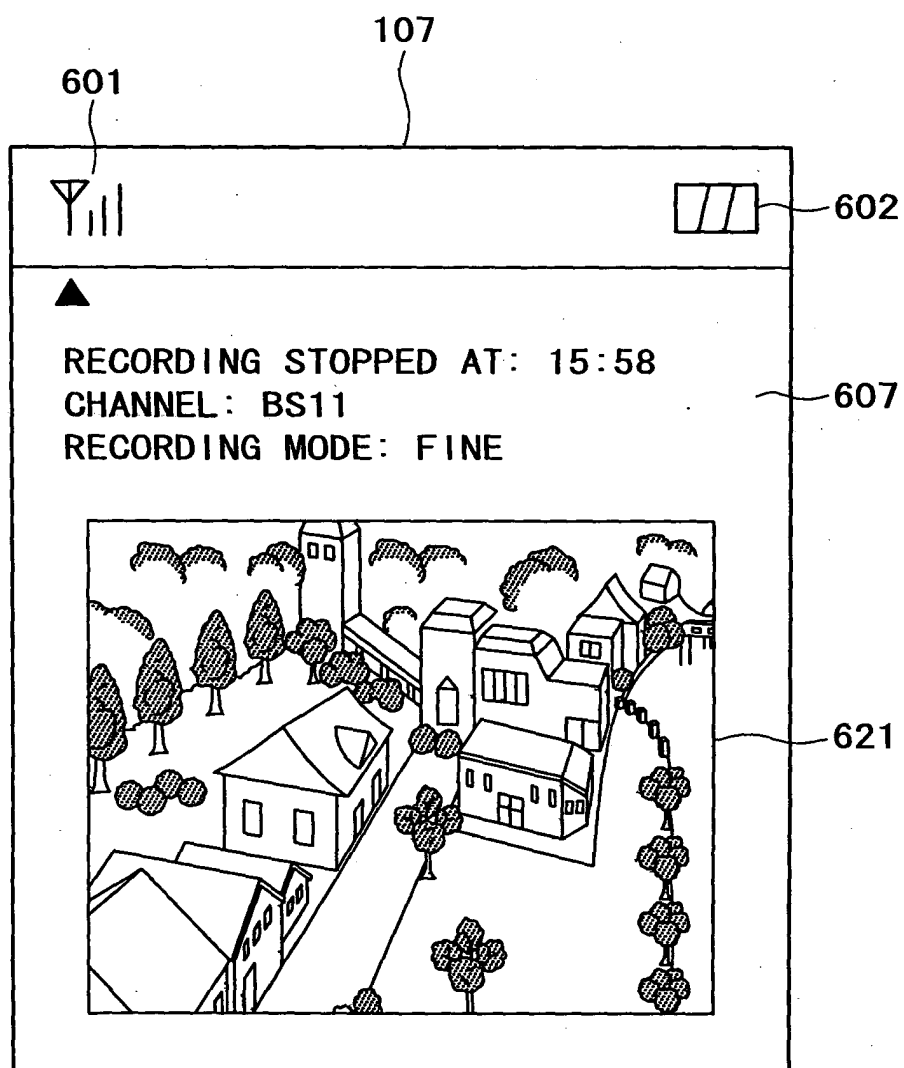 107
601
602
RECORDING STOPPED AT: 15:58
CHANNEL: BS11
607
RECORDING MODE: FINE
621